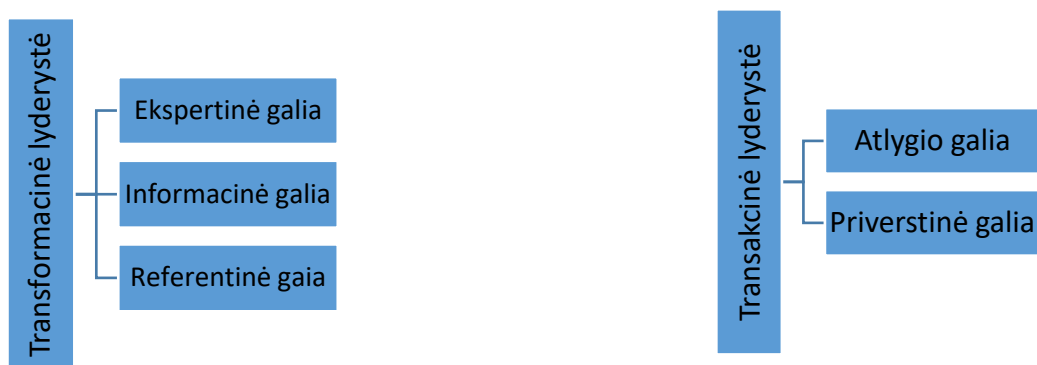 Transformacinė lyderystė
Ekspertinė galia
Informacinė galia
Referentinė gaia
Transakcinė lyderystė
Atlygio galia
Priverstinė galia